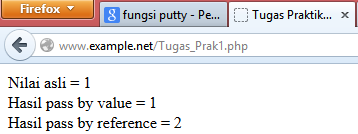 Firefox
fungsi putty - Pe...
Tugas Praktik...
www.example.net/Tugas_Prak1.php
Nilai asli = 1
Hasil pass by value = 1
Hasil pass by reference = 2